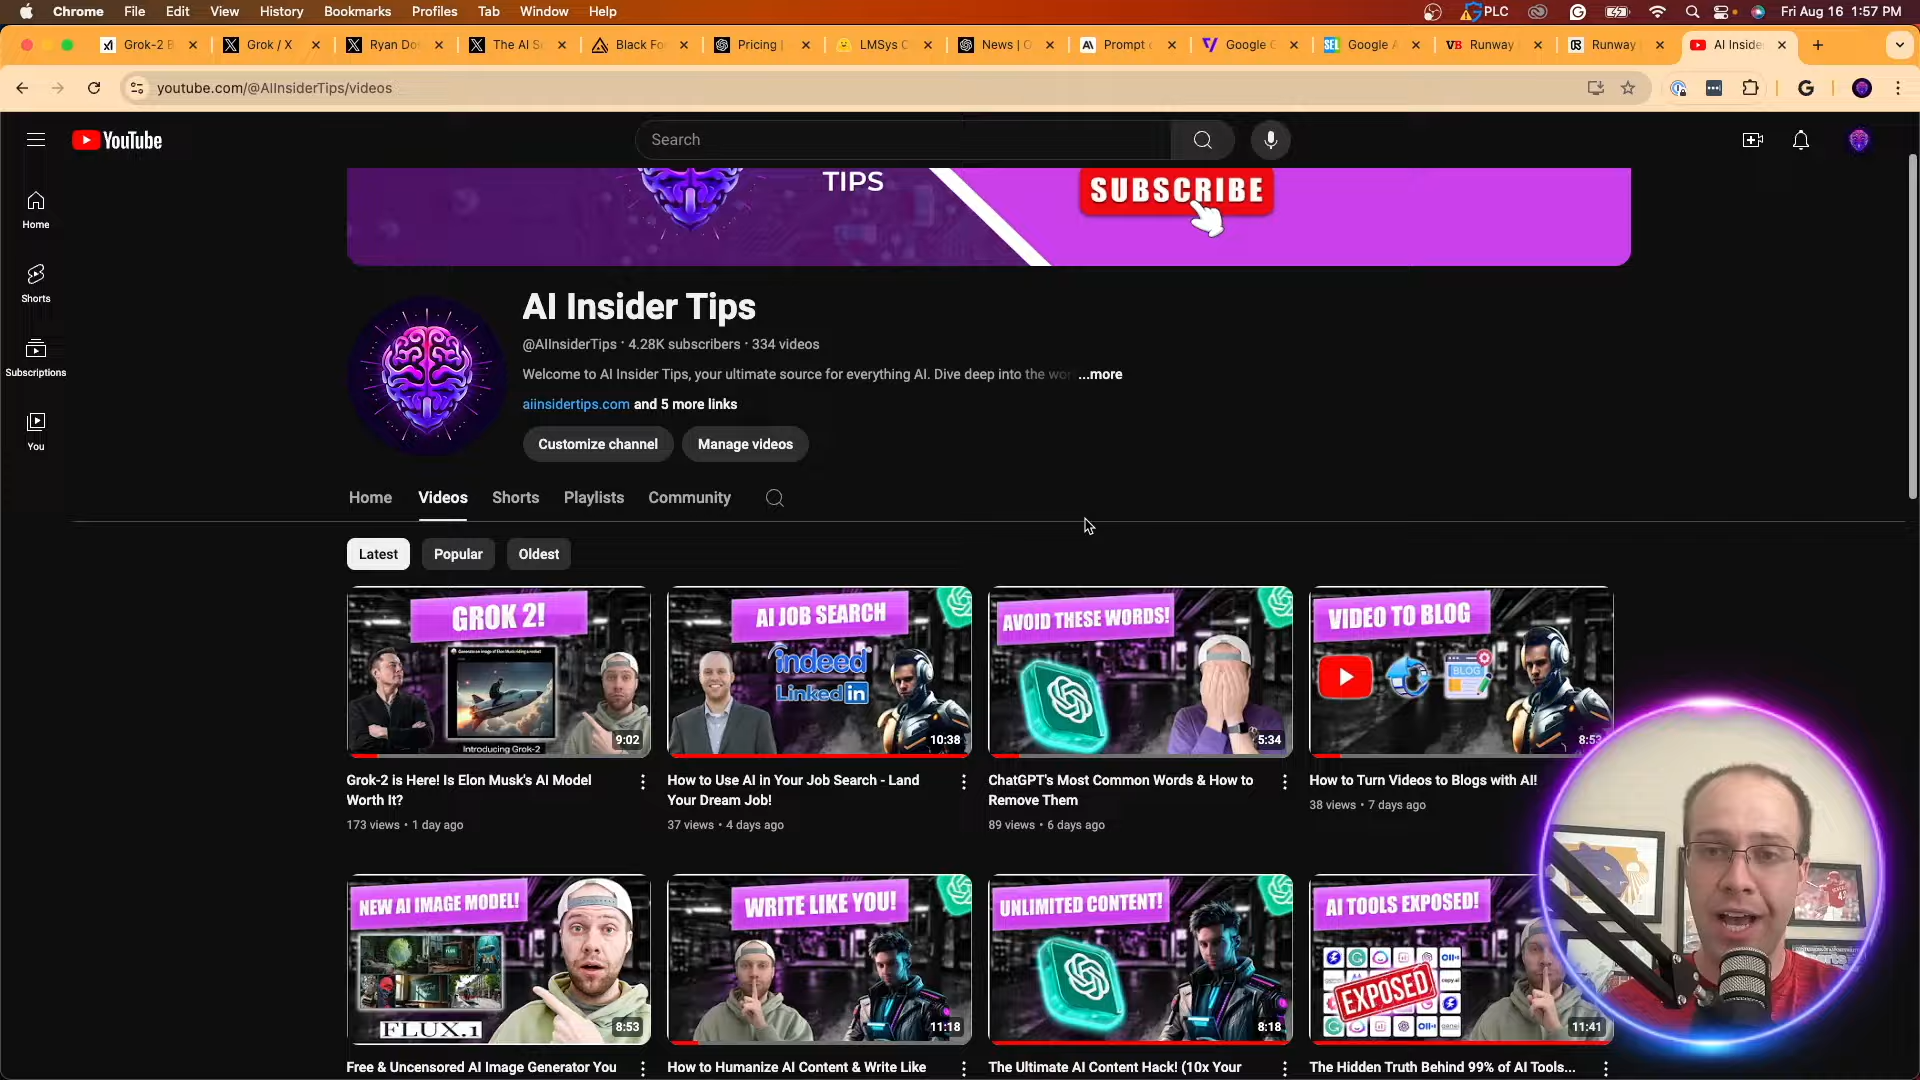 Chrome File Edit View History Bookmarks Profiles Tab Window Help PLC Fri Aug 16 1:57 PM
Grok-2 B Grok / X Ryan Do The AI S Black Fo Pricing | LMSys C News | O Prompt Google G Google A Runway Runway AI Inside
youtube.com/@AIInsiderTips/videos
YouTube
Search
TIPS
SUBSCRIBE
Home
Shorts
Subscriptions
You
AI Insider Tips
@AIInsiderTips · 4.28K subscribers · 334 videos
Welcome to AI Insider Tips, your ultimate source for everything AI. Dive deep into the wor ...more
aiinsidertips.com and 5 more links
Customize channel Manage videos
Home Videos Shorts Playlists Community
Latest Popular Oldest
GROK 2!
Generate an image of Elon Musk riding a rocket
Introducing Grok-2
9:02
AI JOB SEARCH
indeed
LinkedIn
10:38
AVOID THESE WORDS!
5:34
VIDEO TO BLOG
BLOG
8:53
Grok-2 is Here! Is Elon Musk's AI Model
Worth It?
173 views · 1 day ago
How to Use AI in Your Job Search - Land
Your Dream Job!
37 views · 4 days ago
ChatGPT's Most Common Words & How to
Remove Them
89 views · 6 days ago
How to Turn Videos to Blogs with AI!
38 views · 7 days ago
NEW AI IMAGE MODEL!
FLUX.1
8:53
WRITE LIKE YOU!
11:18
UNLIMITED CONTENT!
8:18
AI TOOLS EXPOSED!
EXPOSED
11:41
Free & Uncensored AI Image Generator You
How to Humanize AI Content & Write Like
The Ultimate AI Content Hack! (10x Your
The Hidden Truth Behind 99% of AI Tools...